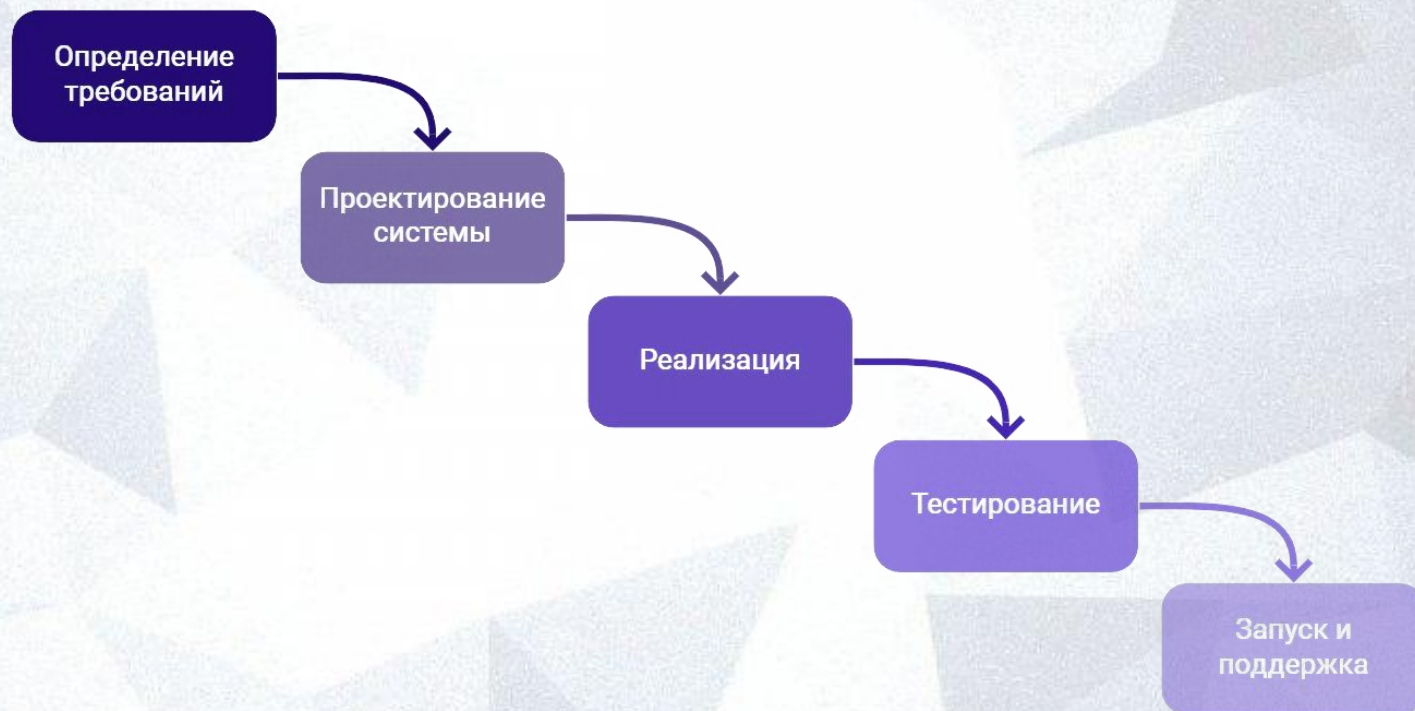 Определение
требований
Проектирование
системы
Реализация
Тестирование
Запуск и
поддержка